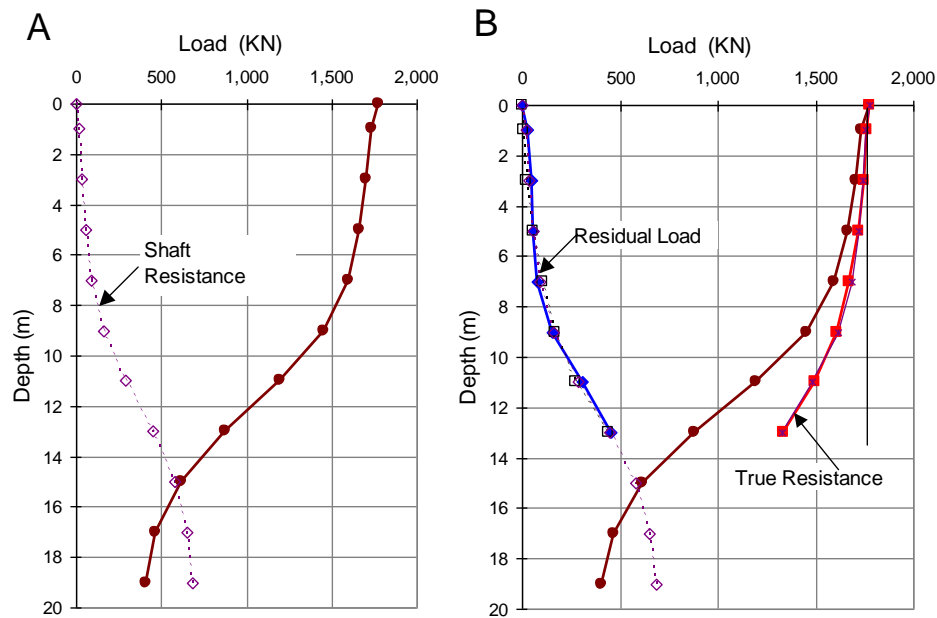 A
Load (KN)
0 500 1,000 1,500 2,000
0
2
4
6
8
10
12
14
16
18
20
Depth (m)
Shaft
Resistance
B
Load (KN)
0 500 1,000 1,500 2,000
0
2
4
6
8
10
12
14
16
18
20
Depth (m)
Residual Load
True Resistance